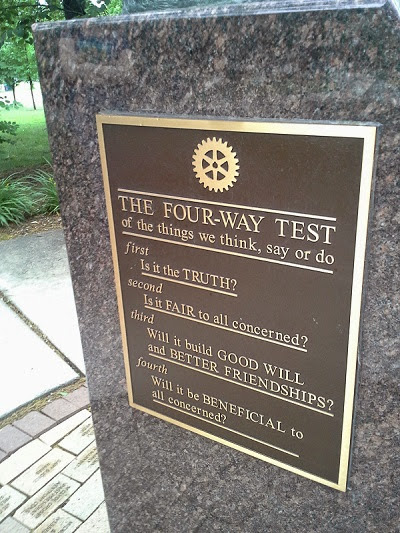 THE FOUR-WAY TEST
of the things we think, say or do
first
Is it the TRUTH?
second
Is it FAIR to all concerned?
third
Will it build GOOD WILL
and BETTER FRIENDSHIPS?
fourth
Will it be BENEFICIAL to
all concerned?